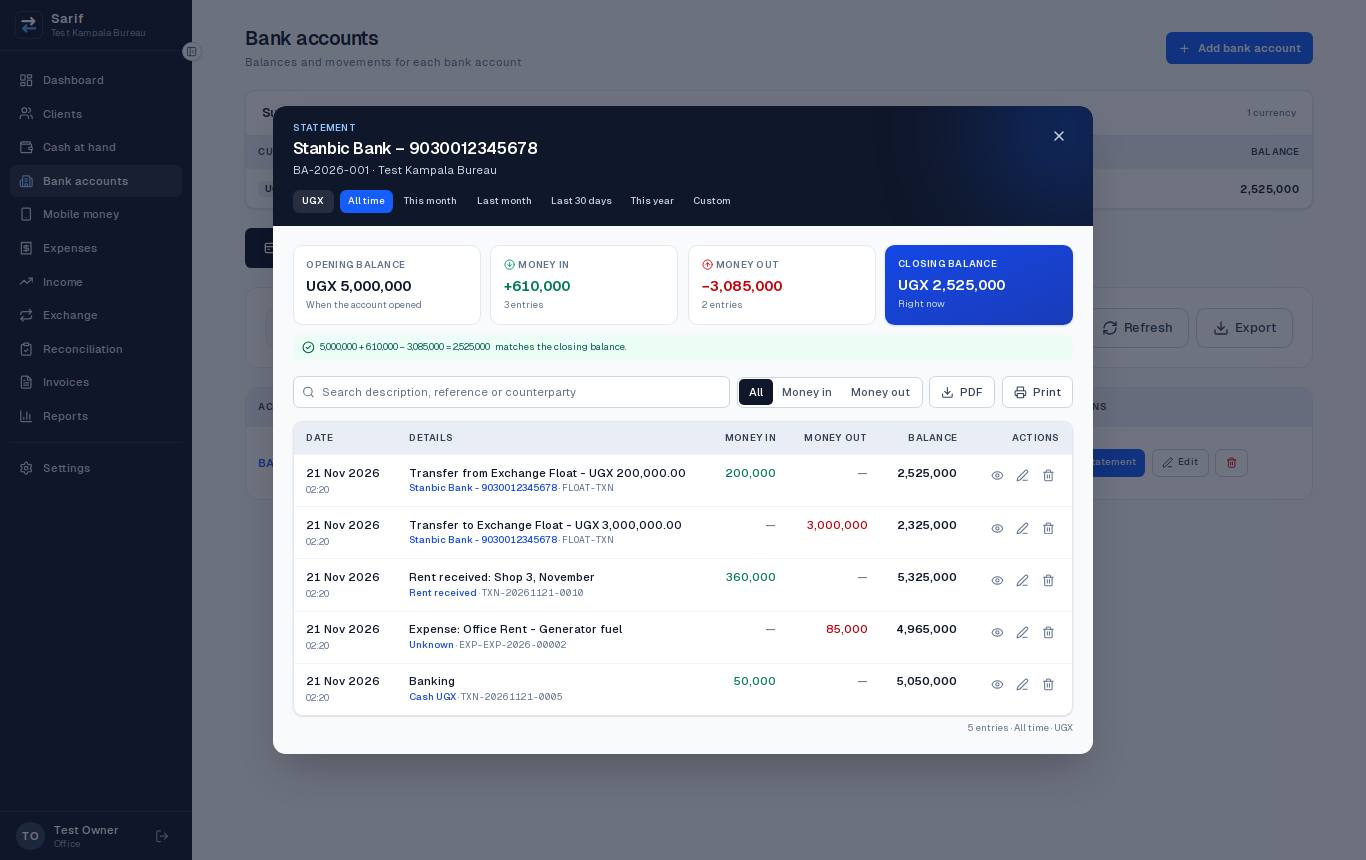 Sarif
Test Kampala Bureau
Dashboard
Clients
Cash at hand
Bank accounts
Mobile money
Expenses
Income
Exchange
Reconciliation
Invoices
Reports
Settings
TO
Test Owner
Office
Bank accounts
Balances and movements for each bank account
Add bank account
1 currency
BALANCE
2,525,000
Refresh
Export
Edit
STATEMENT
Stanbic Bank – 9030012345678
BA-2026-001 · Test Kampala Bureau
UGX All time This month Last month Last 30 days This year Custom
OPENING BALANCE
UGX 5,000,000
When the account opened
MONEY IN
+610,000
3 entries
MONEY OUT
−3,085,000
2 entries
CLOSING BALANCE
UGX 2,525,000
Right now
5,000,000 + 610,000 − 3,085,000 = 2,525,000 matches the closing balance.
Search description, reference or counterparty
All Money in Money out PDF Print
DATE DETAILS MONEY IN MONEY OUT BALANCE ACTIONS
21 Nov 2026 Transfer from Exchange Float - UGX 200,000.00 200,000 — 2,525,000
02:20 Stanbic Bank - 9030012345678 · FLOAT-TXN
21 Nov 2026 Transfer to Exchange Float - UGX 3,000,000.00 — 3,000,000 2,325,000
02:20 Stanbic Bank - 9030012345678 · FLOAT-TXN
21 Nov 2026 Rent received: Shop 3, November 360,000 — 5,325,000
02:20 Rent received · TXN-20261121-0010
21 Nov 2026 Expense: Office Rent - Generator fuel — 85,000 4,965,000
02:20 Unknown · EXP-EXP-2026-00002
21 Nov 2026 Banking 50,000 — 5,050,000
02:20 Cash UGX · TXN-20261121-0005
5 entries · All time · UGX